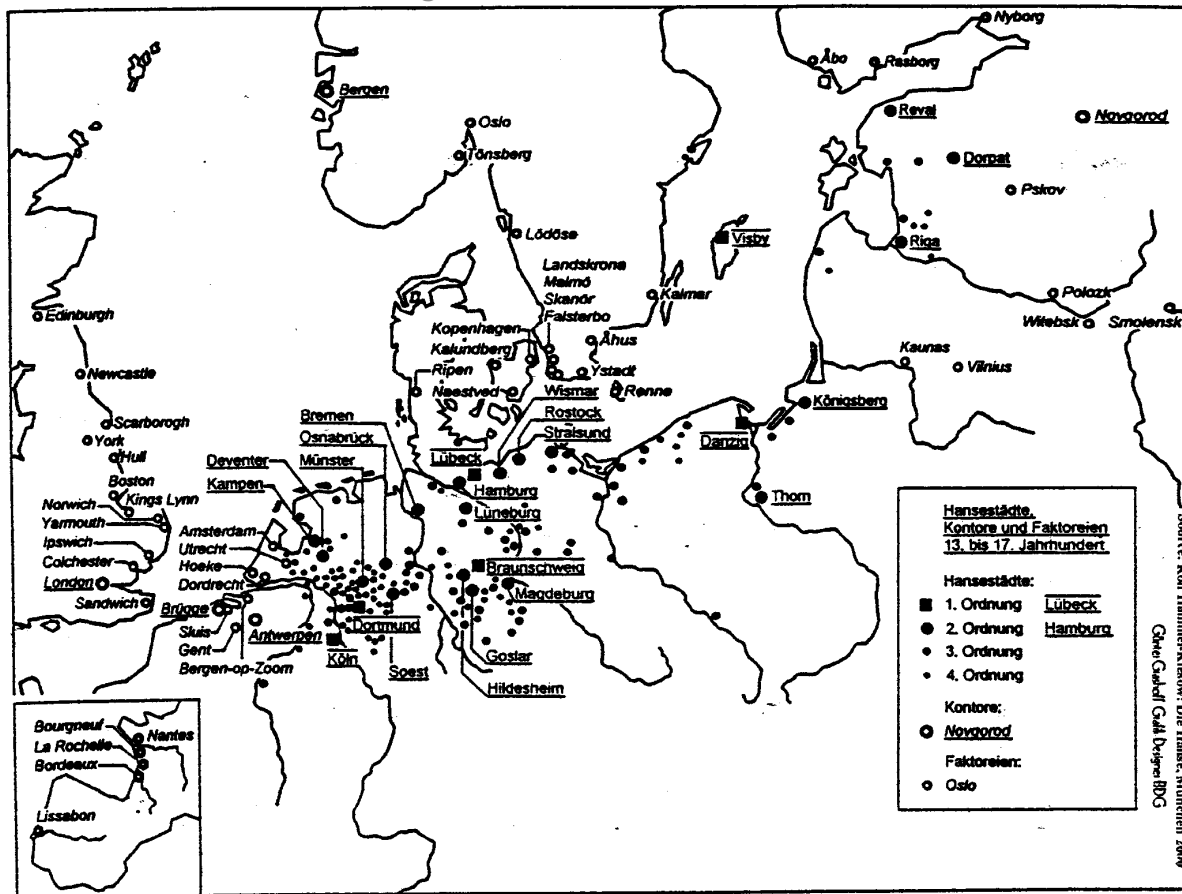 Nyborg
Åbo
Rasborg
Bergen
Reval
Novgorod
Oslo
Tönsberg
Dorpat
Pskov
Lödöse
Visby
Riga
Landskrona
Malmö
Skanör
Falsterbo
Kalmar
Polozk
Edinburgh
Kopenhagen
Åhus
Witebsk
Smolensk
Kalundberg
Kaunas
Vilnius
Newcastle
Ripen
Ystadt
Naestved
Renne
Wismar
Königsberg
Bremen
Rostock
Scarborogh
Osnabrück
Stralsund
Danzig
York
Hull
Deventer
Münster
Lübeck
Boston
Kampen
Hamburg
Thorn
Norwich
Kings Lynn
Lüneburg
Yarmouth
Amsterdam
Ipswich
Utrecht
Colchester
Hoeke
Braunschweig
London
Dordrecht
Magdeburg
Sandwich
Brügge
Sluis
Antwerpen
Dortmund
Gent
Köln
Goslar
Bergen-op-Zoom
Soest
Hildesheim
Bourgneuf
Nantes
La Rochelle
Bordeaux
Lissabon
Hansestädte,
Kontore und Faktoreien
13. bis 17. Jahrhundert
Hansestädte:
1. Ordnung Lübeck
2. Ordnung Hamburg
3. Ordnung
4. Ordnung
Kontore:
Novgorod
Faktoreien:
Oslo
Die Hanse, München
Designer BDG